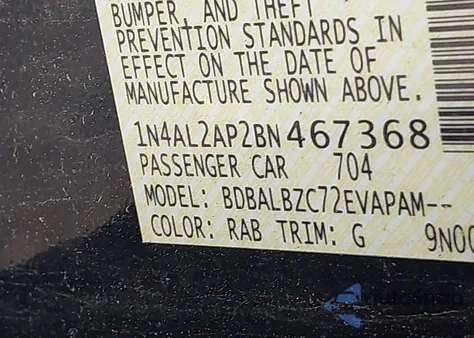 BUMPER, AND THEFT
PREVENTION STANDARDS IN
EFFECT ON THE DATE OF
MANUFACTURE SHOWN ABOVE.
1N4AL2AP2BN467368
PASSENGER CAR 704
MODEL: BDBALBZC72EVAPAM--
COLOR: RAB TRIM: G 9N00